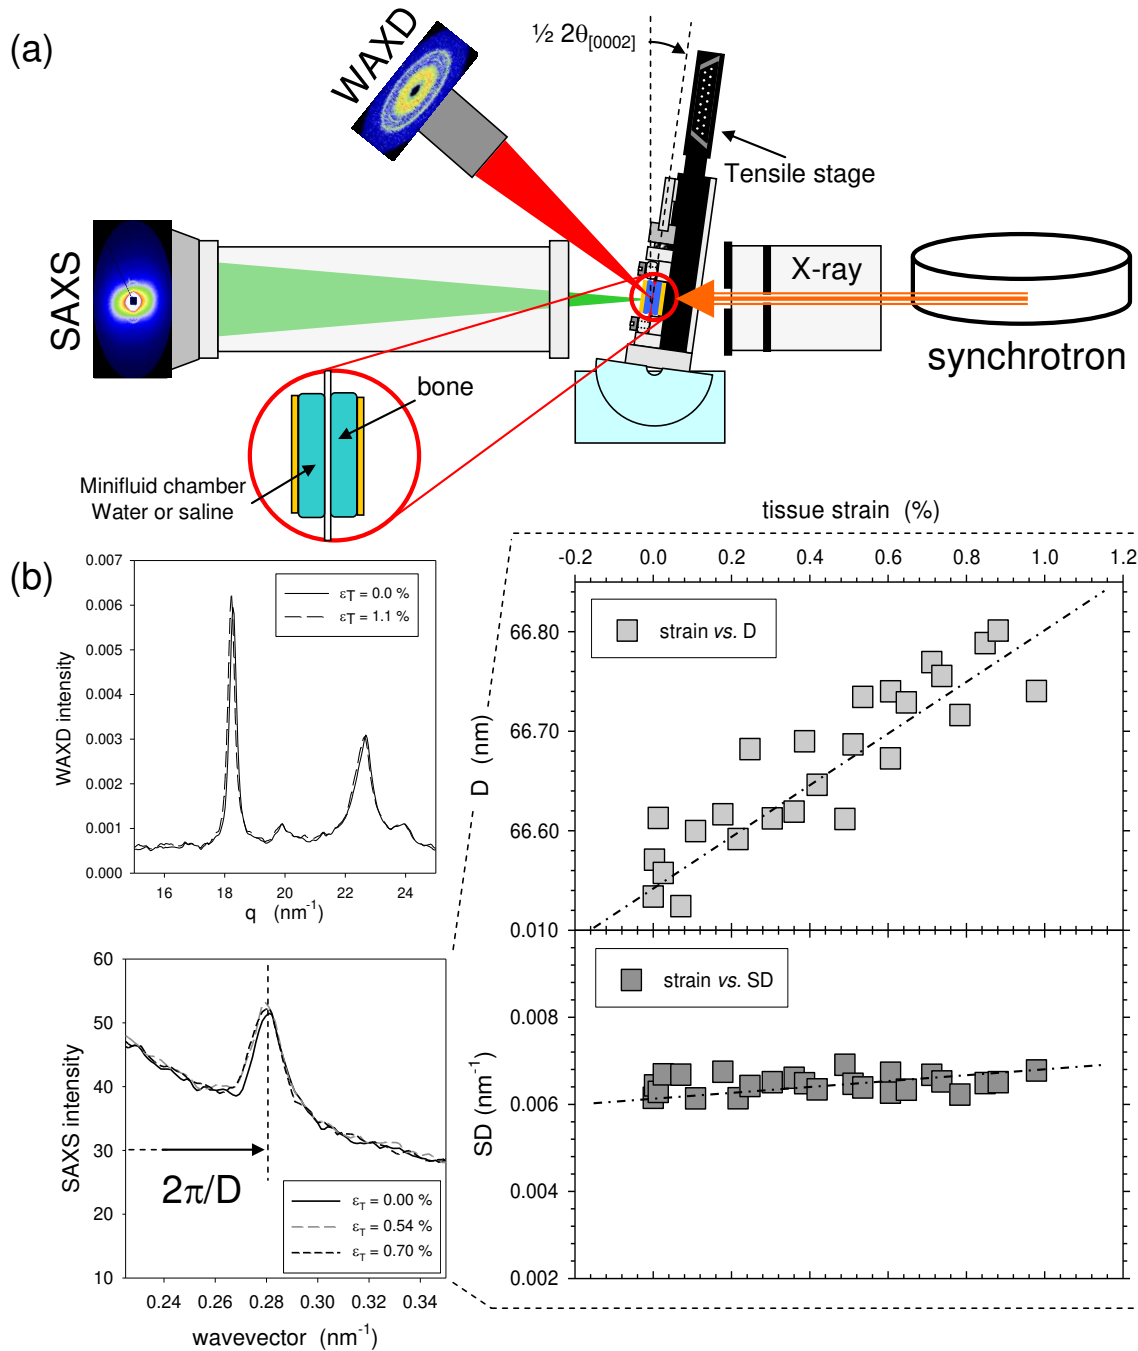 (a)
WAXD
½ 2θ[0002]
Tensile stage
SAXS
X-ray
synchrotron
bone
Minifluid chamber
Water or saline
(b)
0.007
0.006
0.005
0.004
0.003
0.002
0.001
0.000
WAXD intensity
εT = 0.0 %
εT = 1.1 %
16 18 20 22 24
q (nm-1)
60
50
40
30
20
10
SAXS intensity
2π/D
εT = 0.00 %
εT = 0.54 %
εT = 0.70 %
0.24 0.26 0.28 0.30 0.32 0.34
wavevector (nm-1)
tissue strain (%)
-0.2 0.0 0.2 0.4 0.6 0.8 1.0 1.2
66.80
66.70
66.60
0.010
D (nm)
strain vs. D
strain vs. SD
0.008
0.006
0.004
0.002
SD (nm-1)